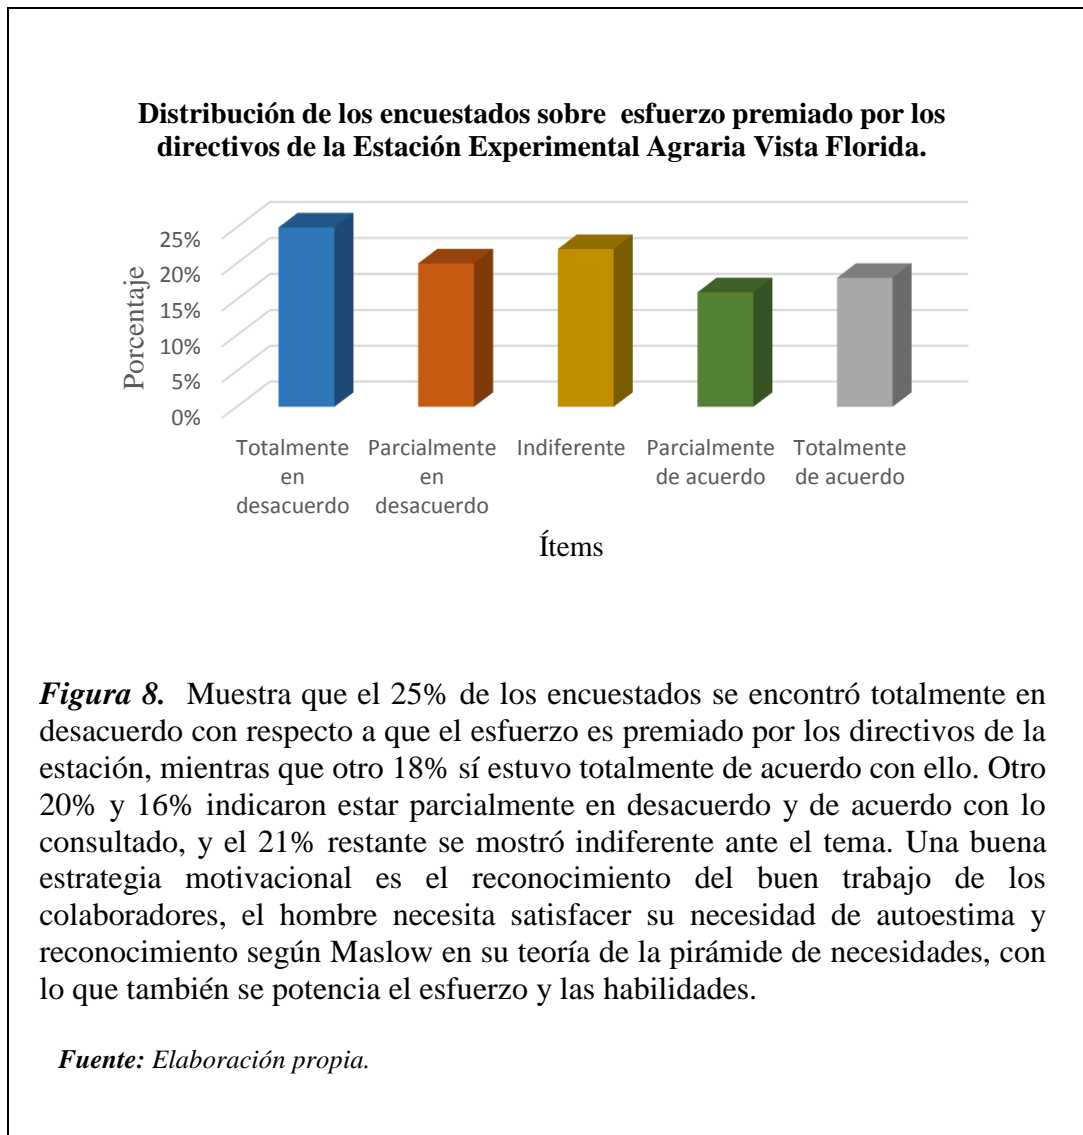 Distribución de los encuestados sobre esfuerzo premiado por los
directivos de la Estación Experimental Agraria Vista Florida.
Porcentaje
25%
20%
15%
10%
5%
0%
Totalmente en desacuerdo
Parcialmente en desacuerdo
Indiferente
Parcialmente de acuerdo
Totalmente de acuerdo
Ítems
Figura 8. Muestra que el 25% de los encuestados se encontró totalmente en
desacuerdo con respecto a que el esfuerzo es premiado por los directivos de la
estación, mientras que otro 18% sí estuvo totalmente de acuerdo con ello. Otro
20% y 16% indicaron estar parcialmente en desacuerdo y de acuerdo con lo
consultado, y el 21% restante se mostró indiferente ante el tema. Una buena
estrategia motivacional es el reconocimiento del buen trabajo de los
colaboradores, el hombre necesita satisfacer su necesidad de autoestima y
reconocimiento según Maslow en su teoría de la pirámide de necesidades, con
lo que también se potencia el esfuerzo y las habilidades.
Fuente: Elaboración propia.